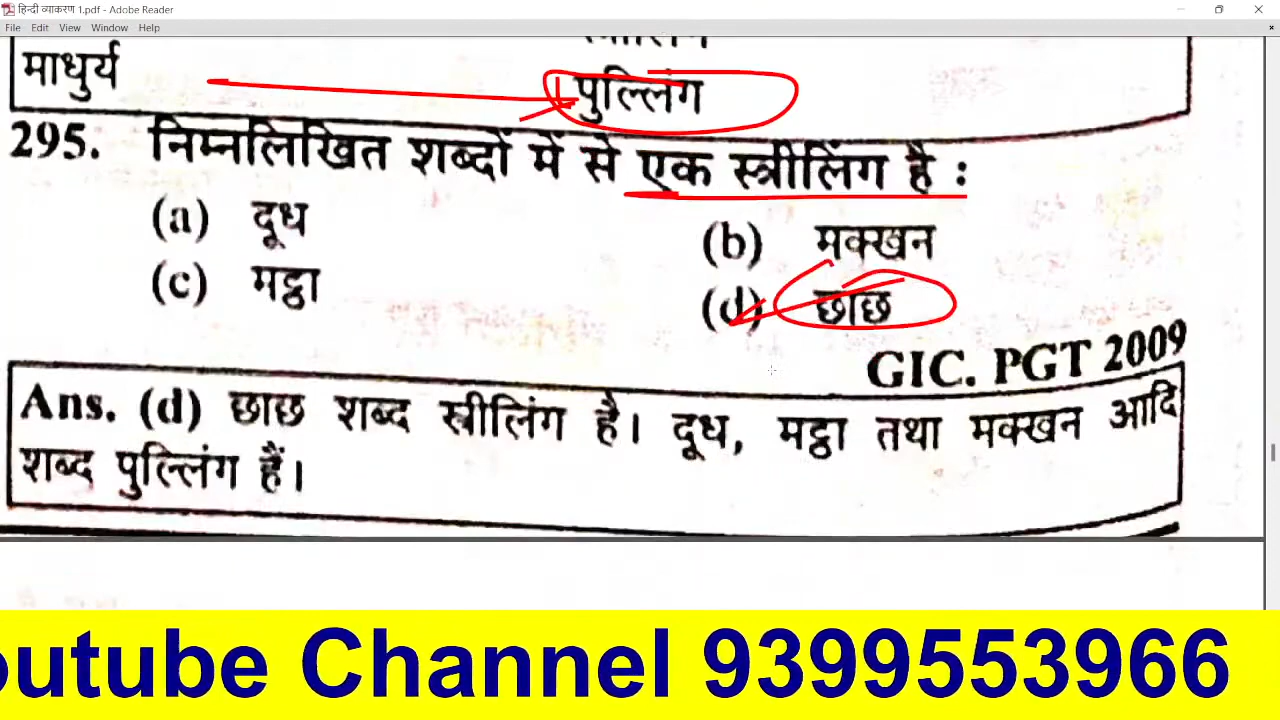 हिन्दी व्याकरण 1.pdf - Adobe Reader
File Edit View Window Help
माधुर्य पुल्लिंग
295. निम्नलिखित शब्दों में से एक स्त्रीलिंग है :
(a) दूध (b) मक्खन
(c) मट्ठा (d) छाछ
GIC. PGT 2009
Ans. (d) छाछ शब्द स्त्रीलिंग है। दूध, मट्ठा तथा मक्खन आदि
शब्द पुल्लिंग हैं।
outube Channel 9399553966